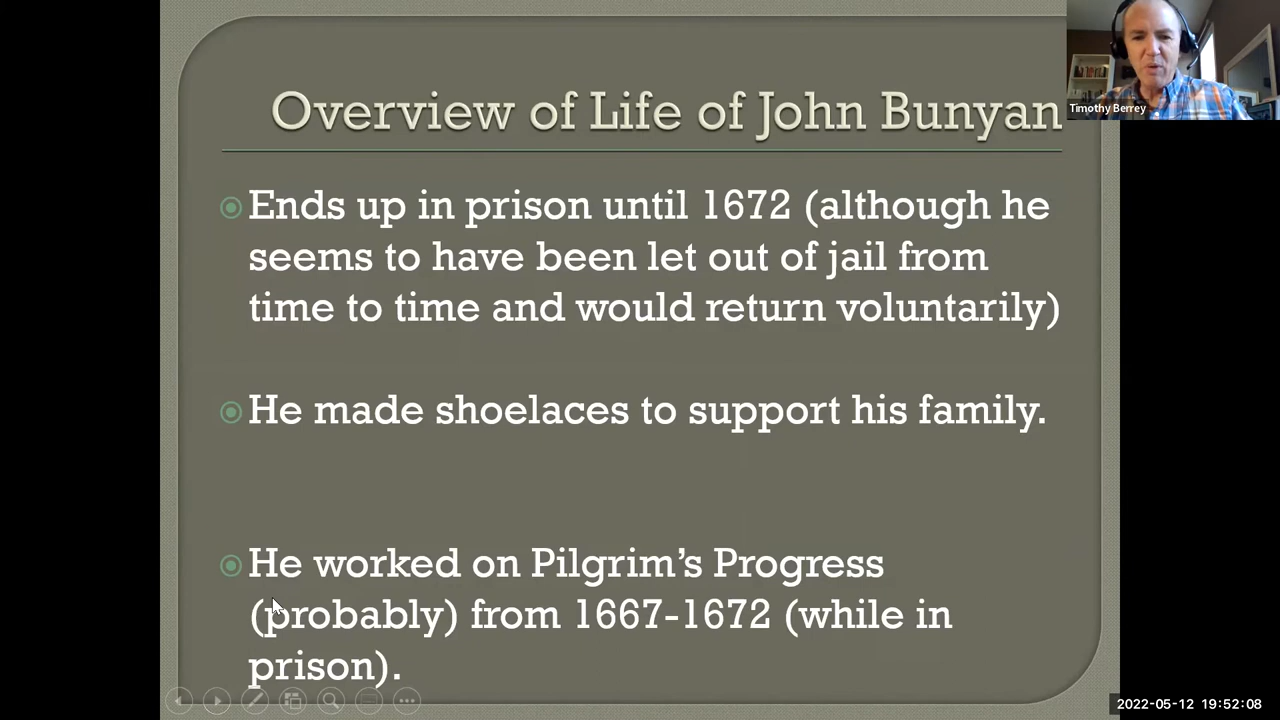 Overview of Life of John Bunyan
Timothy Berrey
Ends up in prison until 1672 (although he
seems to have been let out of jail from
time to time and would return voluntarily)
He made shoelaces to support his family.
He worked on Pilgrim’s Progress
(probably) from 1667-1672 (while in
prison).
2022-05-12 19:52:08